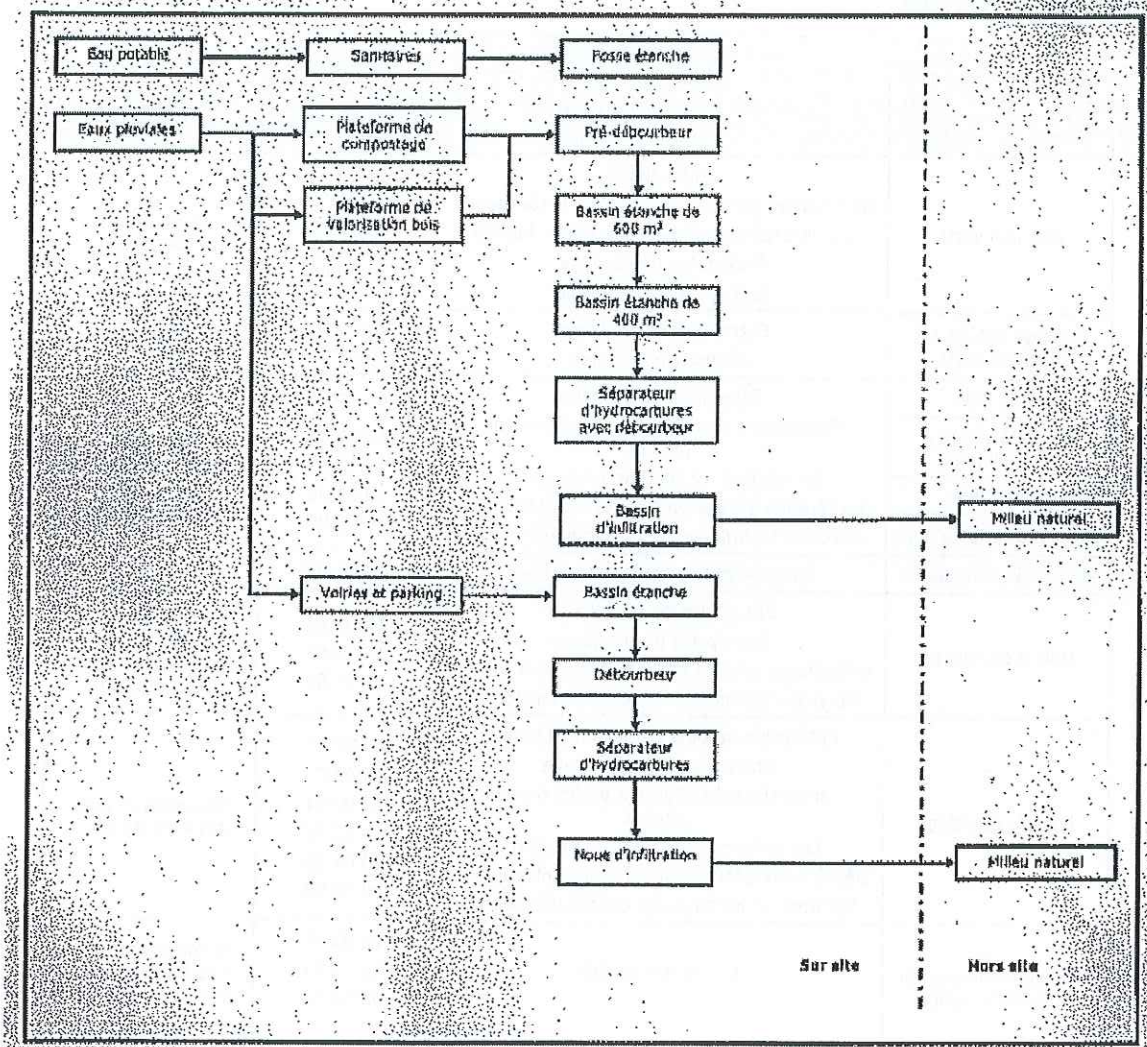 Eau potable
Sanitaires
Fosse étanche
Eaux pluviales
Plateforme de
compostage
Pré-débourbeur
Plateforme de
valorisation bois
Bassin étanche de
600 m³
Bassin étanche de
400 m³
Séparateur
d'hydrocarbures
avec débourbeur
Bassin
d'infiltration
Milieu naturel
Voiries et parking
Bassin étanche
Débourbeur
Séparateur
d'hydrocarbures
Noue d'infiltration
Milieu naturel
Sur site
Hors site